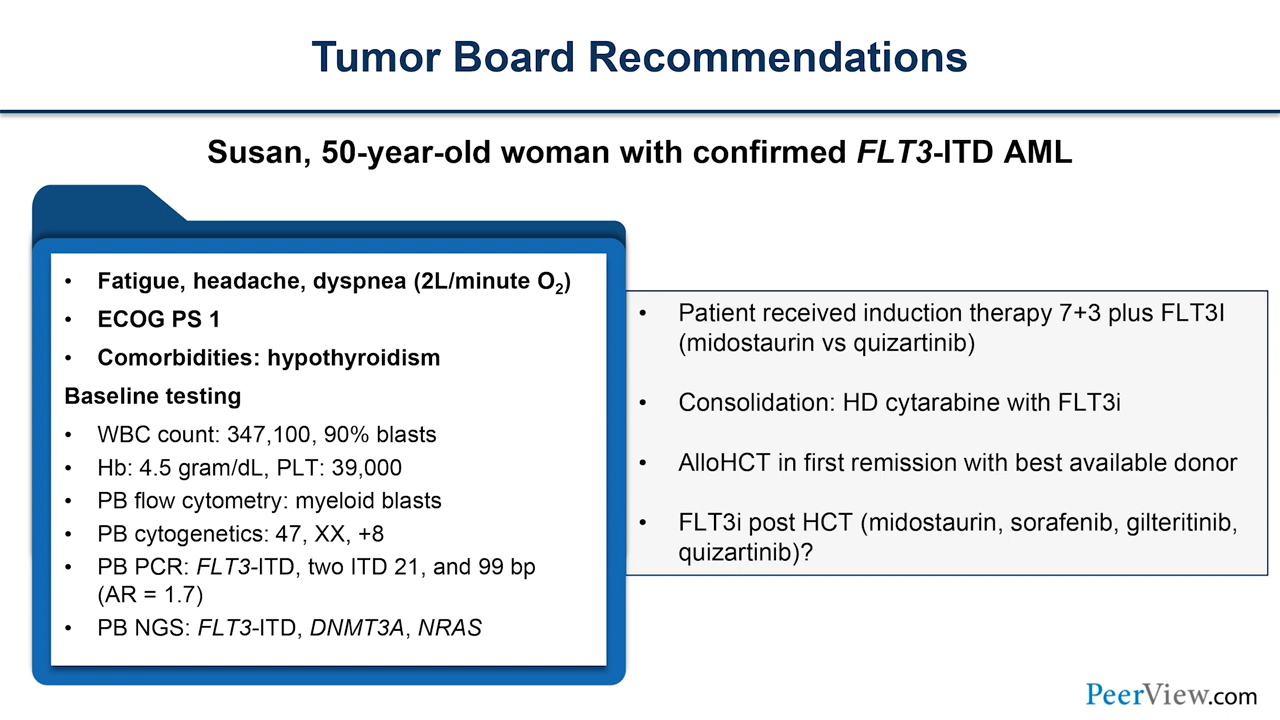 Tumor Board Recommendations
Susan, 50-year-old woman with confirmed FLT3-ITD AML
• Fatigue, headache, dyspnea (2L/minute O₂)
• ECOG PS 1
• Comorbidities: hypothyroidism
Baseline testing
• WBC count: 347,100, 90% blasts
• Hb: 4.5 gram/dL, PLT: 39,000
• PB flow cytometry: myeloid blasts
• PB cytogenetics: 47, XX, +8
• PB PCR: FLT3-ITD, two ITD 21, and 99 bp
(AR = 1.7)
• PB NGS: FLT3-ITD, DNMT3A, NRAS
• Patient received induction therapy 7+3 plus FLT3I
(midostaurin vs quizartinib)
• Consolidation: HD cytarabine with FLT3i
• AlloHCT in first remission with best available donor
• FLT3i post HCT (midostaurin, sorafenib, gilteritinib,
quizartinib)?
PeerView.com